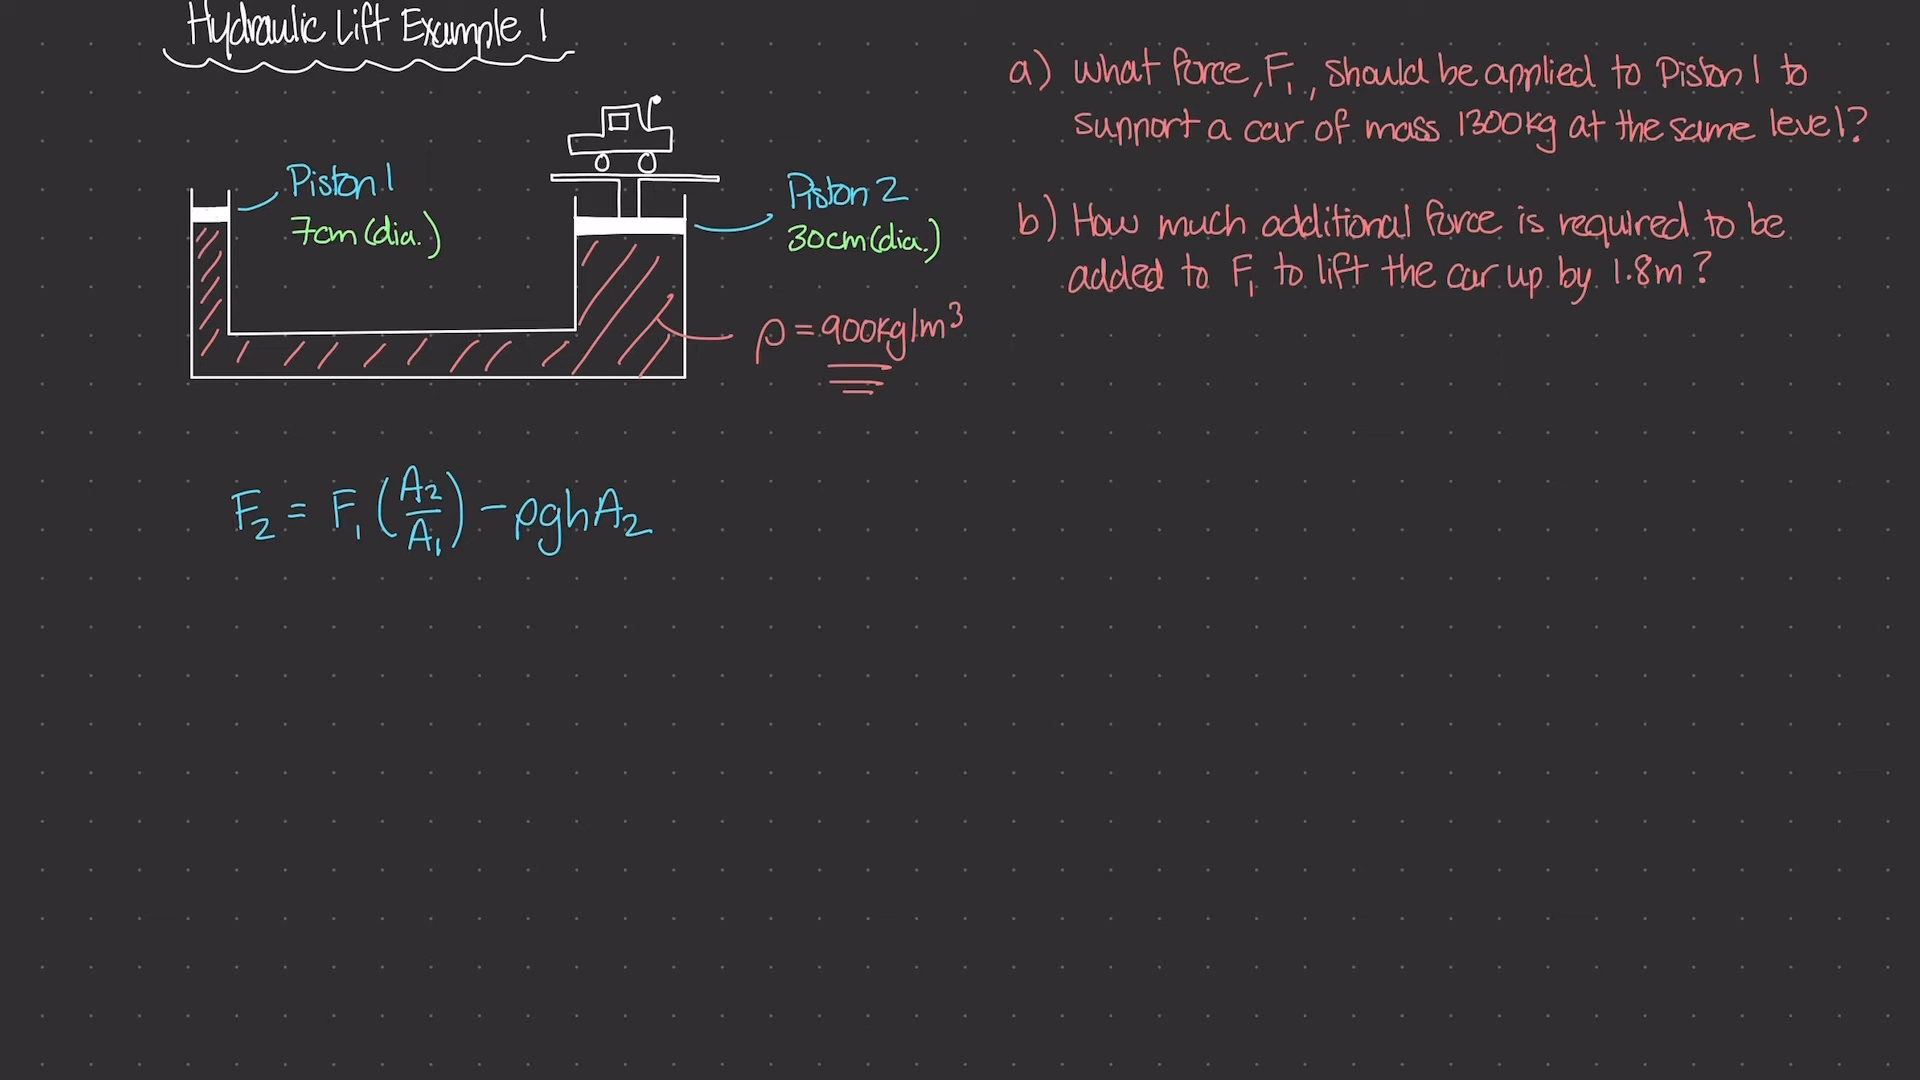 Hydraulic Lift Example 1
Piston 1
7cm (dia.)
Piston 2
30cm (dia.)
ρ = 900kg/m³
F₂ = F₁ (A₂/A₁) - ρghA₂
a) What force, F₁, should be applied to Piston 1 to
support a car of mass 1300kg at the same level?
b) How much additional force is required to be
added to F₁ to lift the car up by 1.8m?